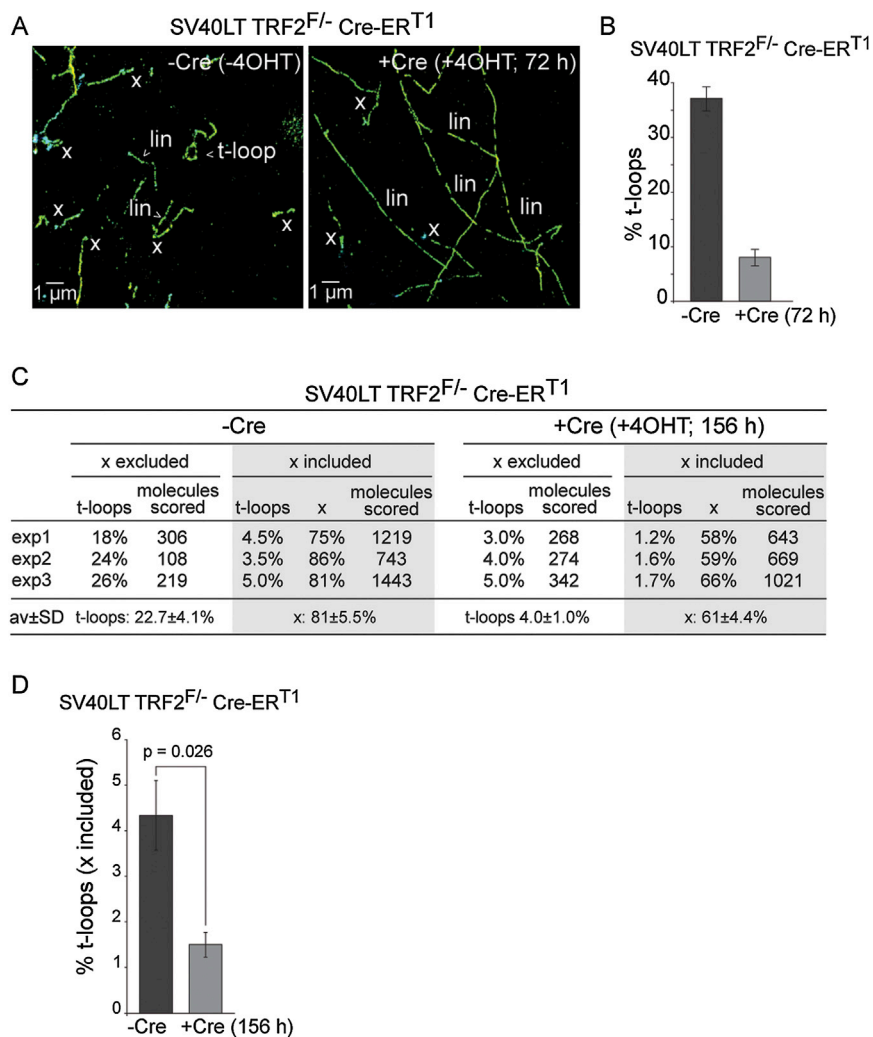 A
SV40LT TRF2F/- Cre-ERT1
-Cre (-4OHT)
x
x
lin
t-loop
x
lin
x
x
x
1 µm
+Cre (+4OHT; 72 h)
x
lin
lin
lin
lin
x
x
1 µm
B
SV40LT TRF2F/- Cre-ERT1
% t-loops
40
30
20
10
0
-Cre +Cre (72 h)
C
SV40LT TRF2F/- Cre-ERT1
-Cre +Cre (+4OHT; 156 h)
x excluded x included x excluded x included
t-loops molecules scored t-loops x molecules scored t-loops molecules scored t-loops x molecules scored
exp1 18% 306 4.5% 75% 1219 3.0% 268 1.2% 58% 643
exp2 24% 108 3.5% 86% 743 4.0% 274 1.6% 59% 669
exp3 26% 219 5.0% 81% 1443 5.0% 342 1.7% 66% 1021
av±SD t-loops: 22.7±4.1% x: 81±5.5% t-loops 4.0±1.0% x: 61±4.4%
D
SV40LT TRF2F/- Cre-ERT1
% t-loops (x included)
6
5
4
2
1
0
p = 0.026
-Cre +Cre (156 h)